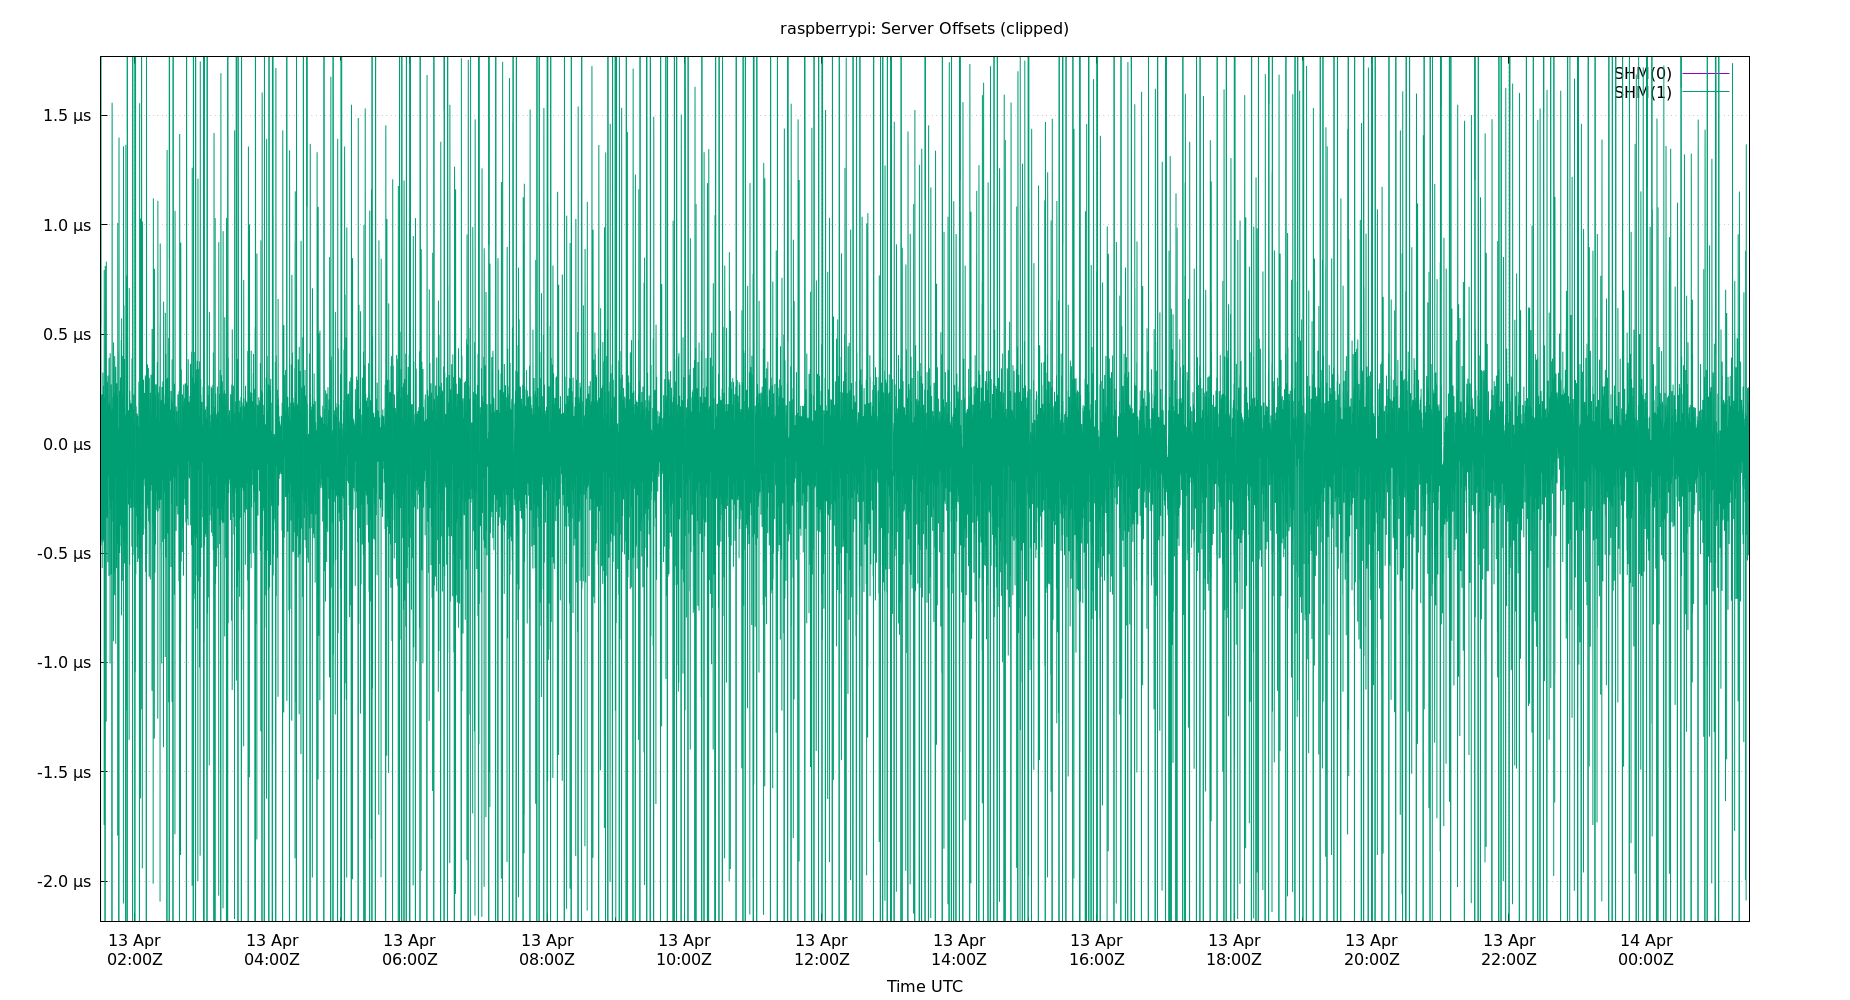 raspberrypi: Server Offsets (clipped)
SHM(0)
SHM(1)
1.5 µs
1.0 µs
0.5 µs
0.0 µs
-0.5 µs
-1.0 µs
-1.5 µs
-2.0 µs
13 Apr 13 Apr 13 Apr 13 Apr 13 Apr 13 Apr 13 Apr 13 Apr 13 Apr 13 Apr 13 Apr 14 Apr
02:00Z 04:00Z 06:00Z 08:00Z 10:00Z 12:00Z 14:00Z 16:00Z 18:00Z 20:00Z 22:00Z 00:00Z
Time UTC